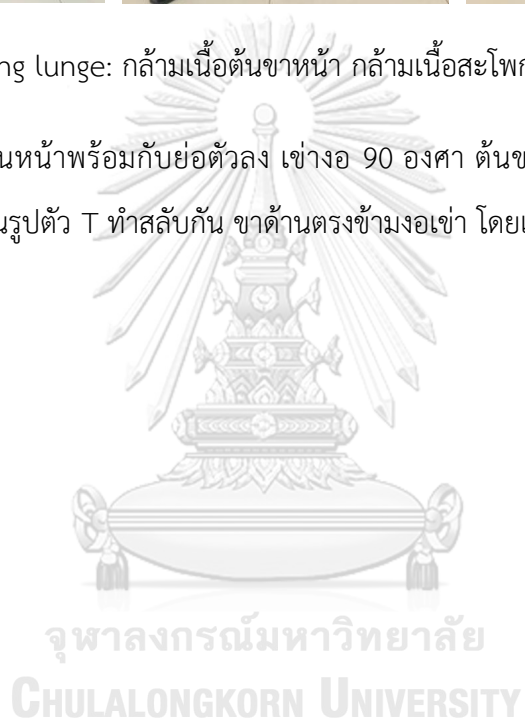 ng lunge: กล้ามเนื้อต้นขาหน้า กล้ามเนื้อสะโพก
นหน้าพร้อมกับย่อตัวลง เข่างอ 90 องศา ต้นข
นรูปตัว T ทำสลับกัน ขาด้านตรงข้ามงอเข่า โดยเ
จุฬาลงกรณ์มหาวิทยาลัย
CHULALONGKORN UNIVERSITY